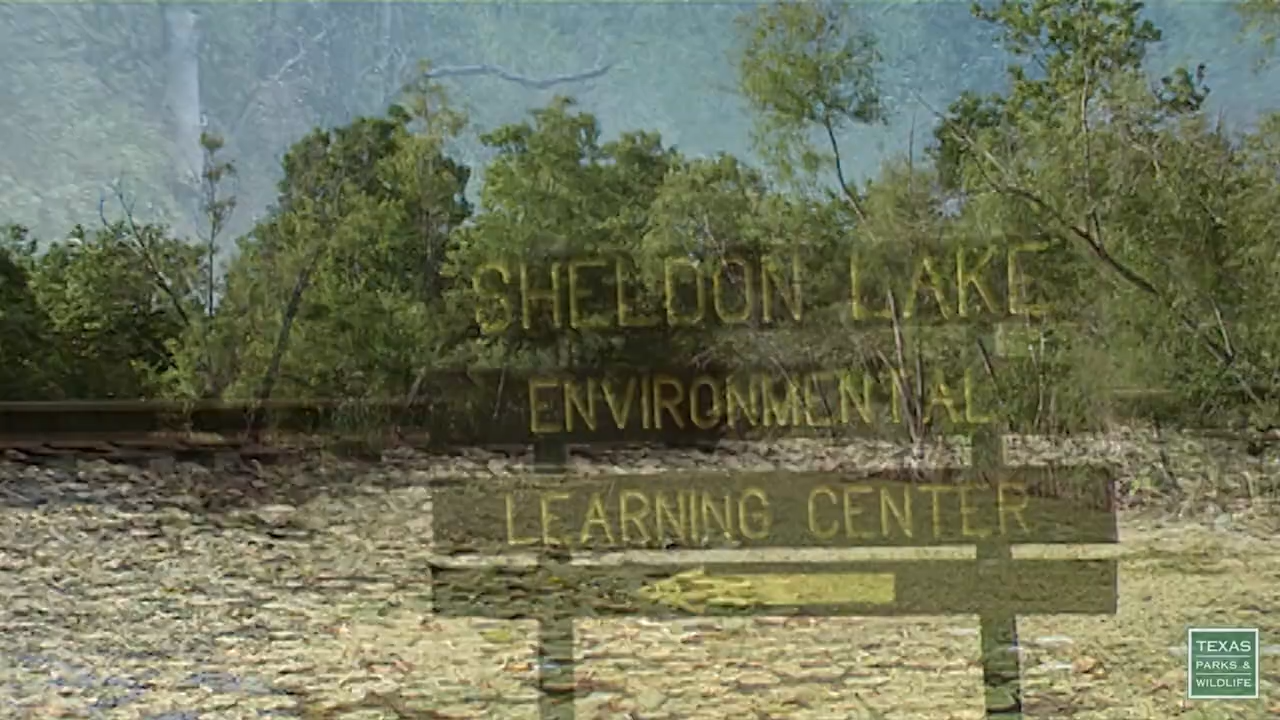 SHELDON LAKE
ENVIRONMENTAL
LEARNING CENTER
TEXAS
PARKS &
WILDLIFE